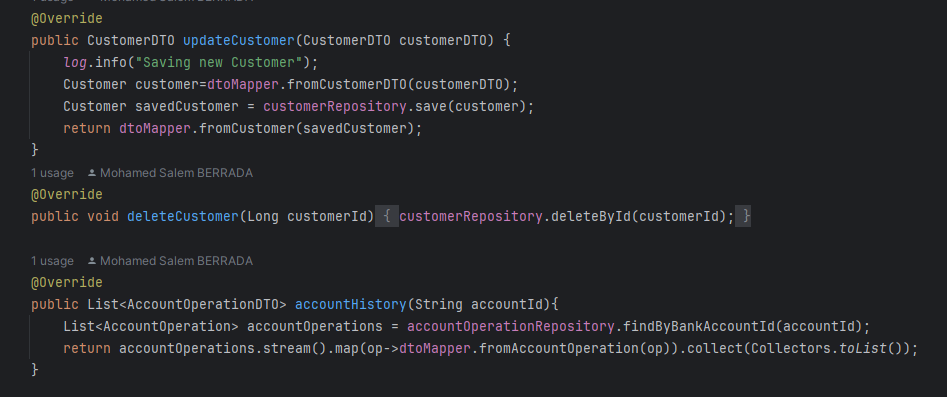 @Override
public CustomerDTO updateCustomer(CustomerDTO customerDTO) {
    log.info("Saving new Customer");
    Customer customer=dtoMapper.fromCustomerDTO(customerDTO);
    Customer savedCustomer = customerRepository.save(customer);
    return dtoMapper.fromCustomer(savedCustomer);
}
1 usage Mohamed Salem BERRADA
@Override
public void deleteCustomer(Long customerId) { customerRepository.deleteById(customerId); }
1 usage Mohamed Salem BERRADA
@Override
public List<AccountOperationDTO> accountHistory(String accountId){
    List<AccountOperation> accountOperations = accountOperationRepository.findByBankAccountId(accountId);
    return accountOperations.stream().map(op->dtoMapper.fromAccountOperation(op)).collect(Collectors.toList());
}